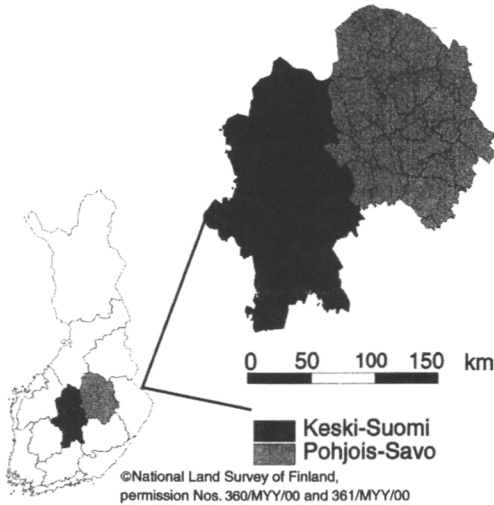 0 50 100 150 km
Keski-Suomi
Pohjois-Savo
©National Land Survey of Finland,
permission Nos. 360/MYY/00 and 361/MYY/00